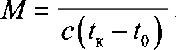 M = ——— / c(tк − t0)